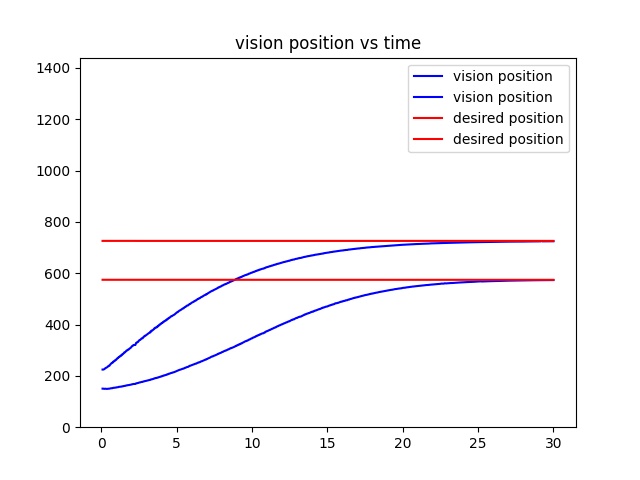 vision position vs time
1400
1200
1000
800
600
400
200
0
vision position
vision position
desired position
desired position
0 5 10 15 20 25 30